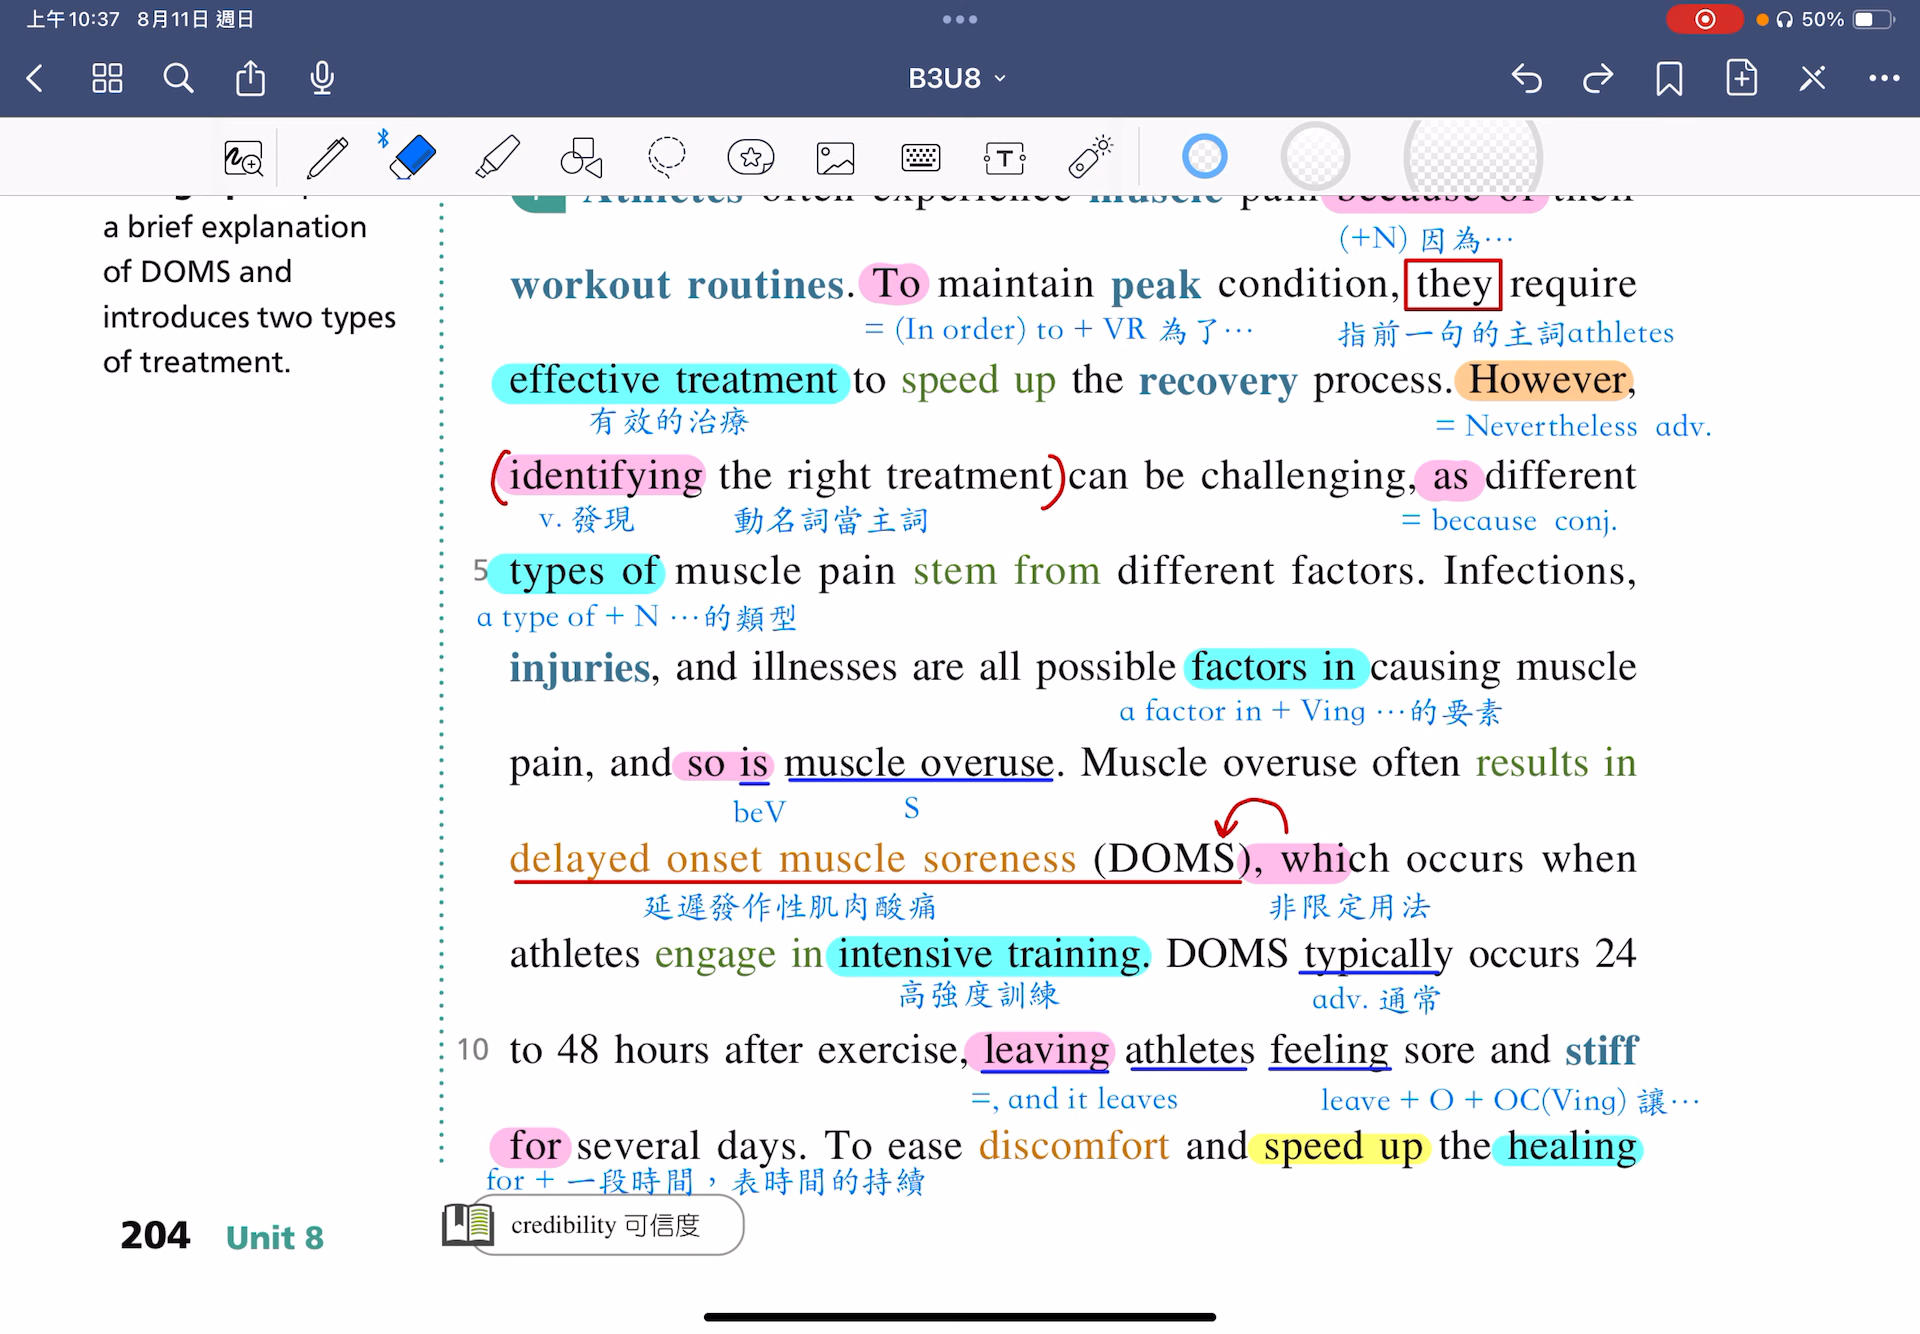 上午10:37 8月11日 週日
50%
B3U8
a brief explanation
of DOMS and
introduces two types
of treatment.
Athletes often experience muscle pain because of their
(+N) 因為…
workout routines. To maintain peak condition, they require
= (In order) to + VR 為了… 指前一句的主詞athletes
effective treatment to speed up the recovery process. However,
有效的治療 = Nevertheless adv.
(identifying the right treatment) can be challenging, as different
v. 發現 動名詞當主詞 = because conj.
5 types of muscle pain stem from different factors. Infections,
a type of + N …的類型
injuries, and illnesses are all possible factors in causing muscle
a factor in + Ving …的要素
pain, and so is muscle overuse. Muscle overuse often results in
beV S
delayed onset muscle soreness (DOMS), which occurs when
延遲發作性肌肉酸痛 非限定用法
athletes engage in intensive training. DOMS typically occurs 24
高強度訓練 adv. 通常
10 to 48 hours after exercise, leaving athletes feeling sore and stiff
=, and it leaves leave + O + OC(Ving) 讓…
for several days. To ease discomfort and speed up the healing
for + 一段時間，表時間的持續
credibility 可信度
204 Unit 8